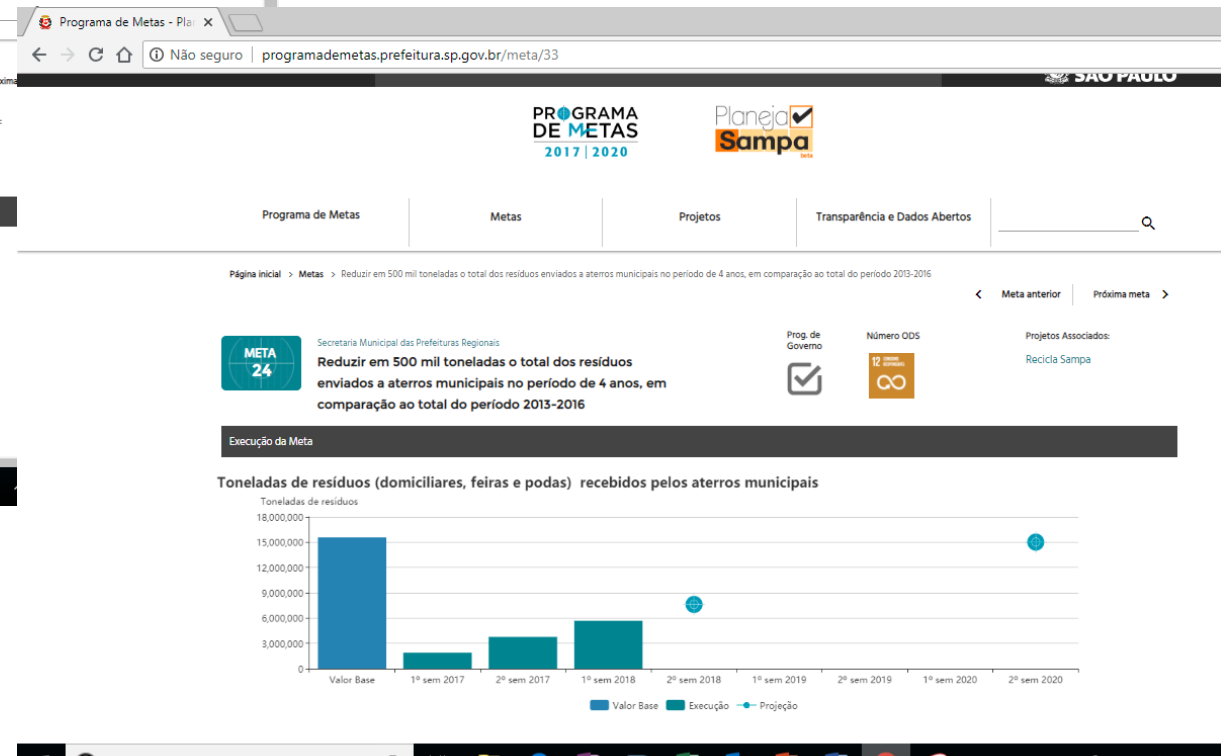 Programa de Metas - Pla
Não seguro | programademetas.prefeitura.sp.gov.br/meta/33
SÃO PAULO
PROGRAMA
DE METAS
2017 | 2020
Planeja
Sampa
beta
Programa de Metas
Metas
Projetos
Transparência e Dados Abertos
Página inicial > Metas > Reduzir em 500 mil toneladas o total dos resíduos enviados a aterros municipais no período de 4 anos, em comparação ao total do período 2013-2016
Meta anterior
Próxima meta
META
24
Secretaria Municipal das Prefeituras Regionais
Reduzir em 500 mil toneladas o total dos resíduos
enviados a aterros municipais no período de 4 anos, em
comparação ao total do período 2013-2016
Prog. de
Governo
Número ODS
12
Projetos Associados:
Recicla Sampa
Execução da Meta
Toneladas de resíduos (domiciliares, feiras e podas) recebidos pelos aterros municipais
Toneladas de resíduos
18,000,000
15,000,000
12,000,000
9,000,000
6,000,000
3,000,000
0
Valor Base
1º sem 2017
2º sem 2017
1º sem 2018
2º sem 2018
1º sem 2019
2º sem 2019
1º sem 2020
2º sem 2020
Valor Base
Execução
Projeção